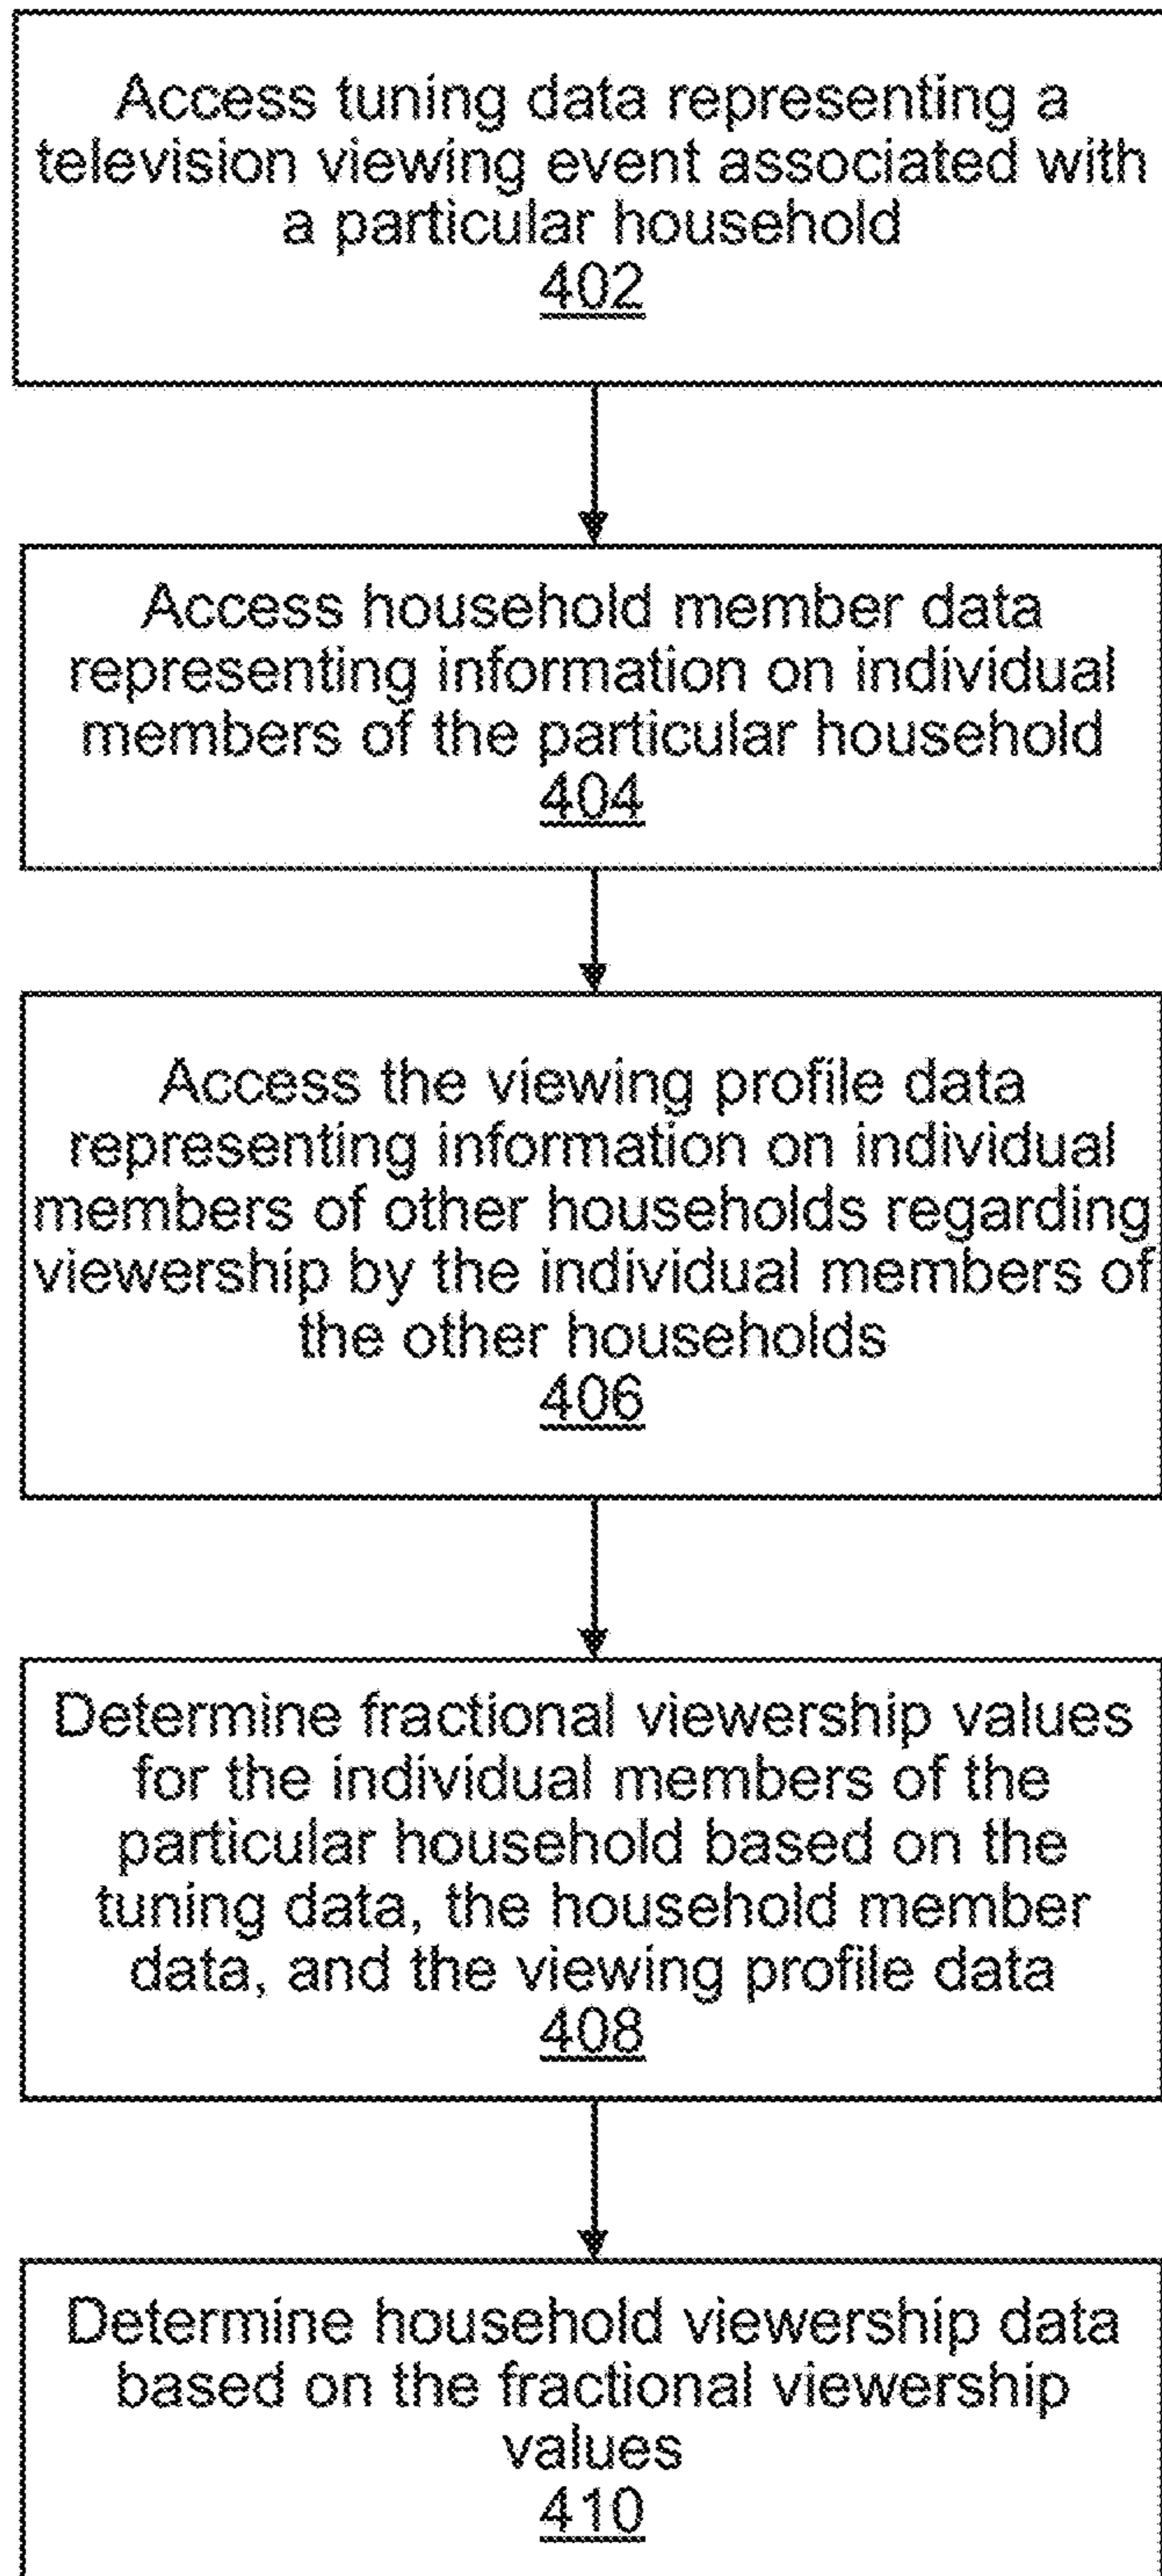 Access tuning data representing a
television viewing event associated with
a particular household
402
Access household member data
representing information on individual
members of the particular household
404
Access the viewing profile data
representing information on individual
members of other households regarding
viewership by the individual members of
the other households
406
Determine fractional viewership values
for the individual members of the
particular household based on the
tuning data, the household member
data, and the viewing profile data
408
Determine household viewership data
based on the fractional viewership
values
410